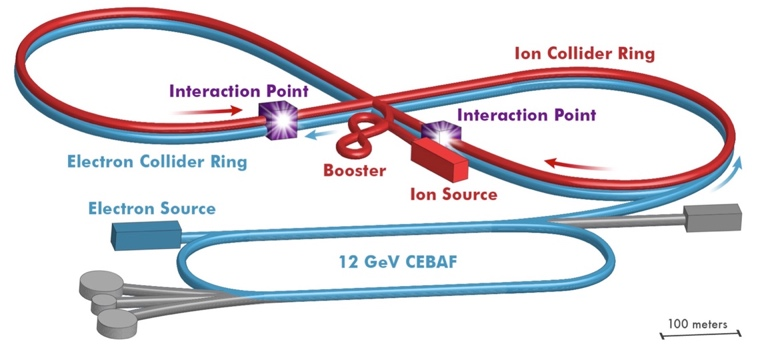 Ion Collider Ring
Interaction Point
Interaction Point
Electron Collider Ring
Booster
Ion Source
Electron Source
12 GeV CEBAF
100 meters